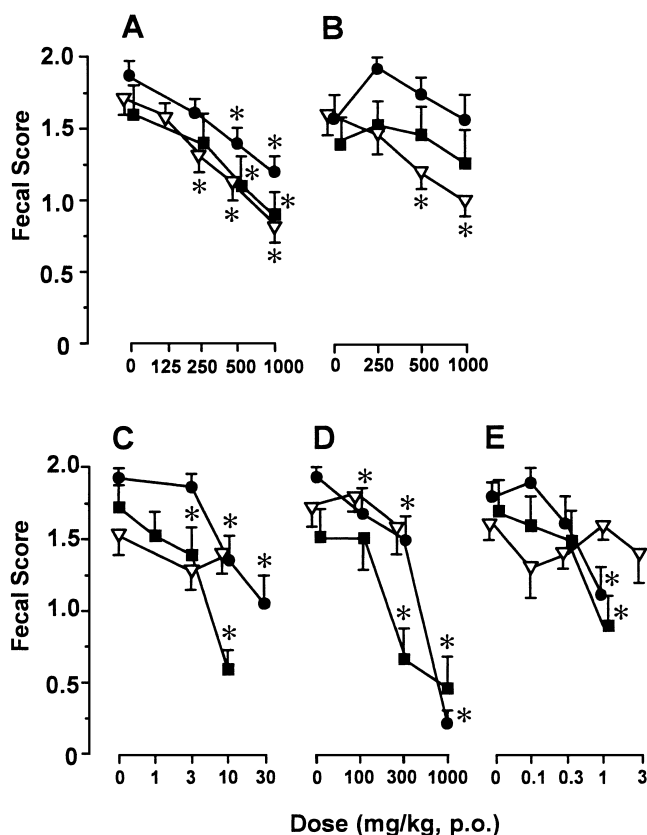 A
B
2.0
1.5
1.0
0.5
0
Fecal Score
* * * * * * *
* *
0 125 250 500 1000
0 250 500 1000
C
D
E
2.0
1.5
1.0
0.5
0
Fecal Score
* * * *
* * * * *
* *
0 1 3 10 30
0 100 300 1000
0 0.1 0.3 1 3
Dose (mg/kg, p.o.)